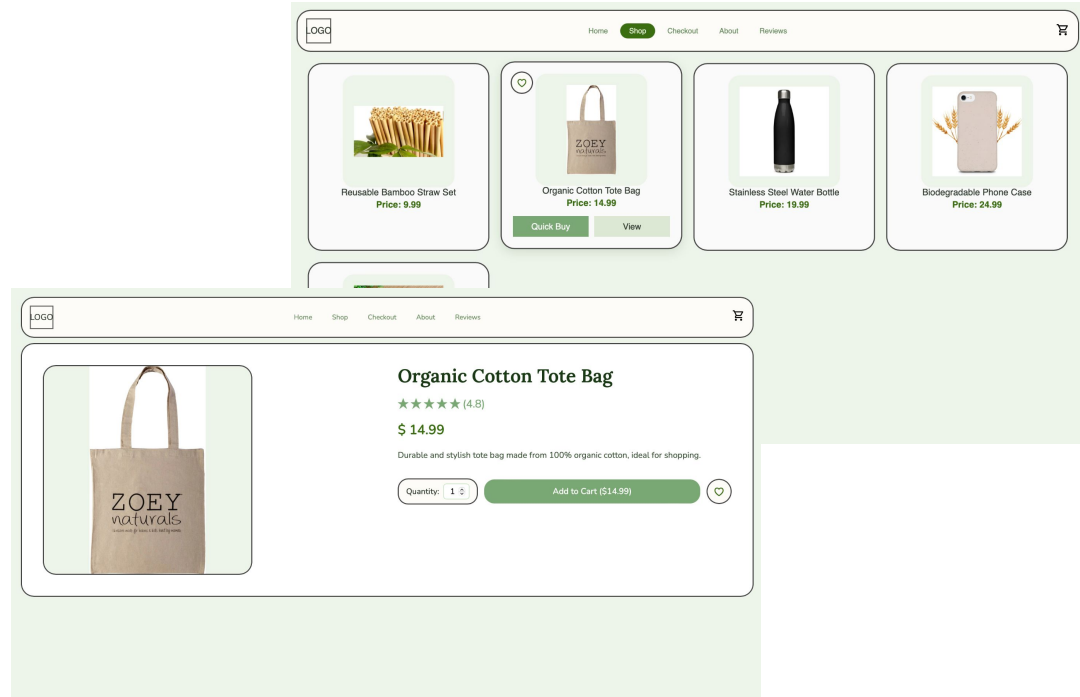 LOGO
Home Shop Checkout About Reviews
ZOEY
naturals
Reusable Bamboo Straw Set
Price: 9.99
Organic Cotton Tote Bag
Price: 14.99
Quick Buy View
Stainless Steel Water Bottle
Price: 19.99
Biodegradable Phone Case
Price: 24.99
LOGO
Home Shop Checkout About Reviews
ZOEY
naturals
Organic Cotton Tote Bag
★★★★★ (4.8)
$ 14.99
Durable and stylish tote bag made from 100% organic cotton, ideal for shopping.
Quantity: 1
Add to Cart ($14.99)